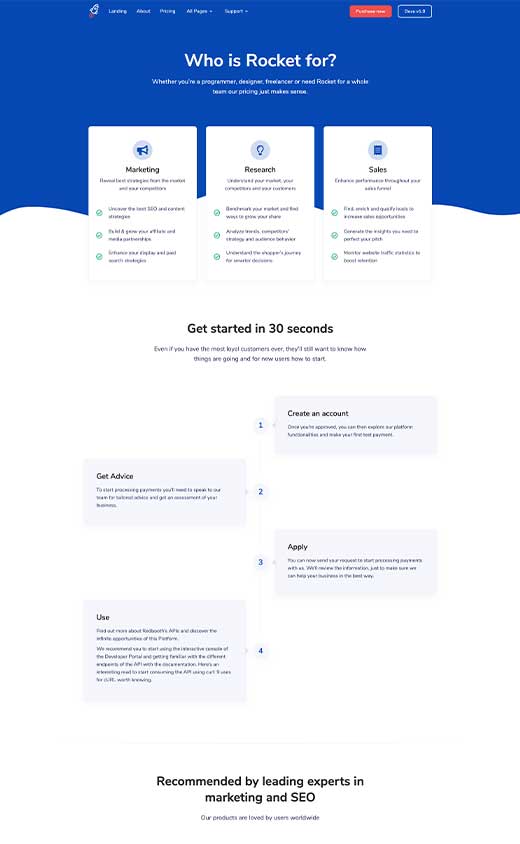 Landing About Pricing All Pages Support Purchase now Docs v1.0
Who is Rocket for?
Whether you're a programmer, designer, freelancer or need Rocket for a whole
team our pricing just makes sense.
Marketing
Reveal best strategies from the market
and your competitors
Uncover the best SEO and content
strategies
Build & grow your affiliate and
media partnerships
Enhance your display and paid
search strategies
Research
Understand your market, your
competitors and your customers
Benchmark your market and find
ways to grow your share
Analyze trends, competitors'
strategy and audience behavior
Understand the shopper's journey
for smarter decisions
Sales
Enhance performance throughout your
sales funnel
Find, enrich and qualify leads to
increase sales opportunities
Generate the insights you need to
perfect your pitch
Monitor website traffic statistics to
boost retention
Get started in 30 seconds
Even if you have the most loyal customers ever, they'll still want to know how
things are going and for new users how to start.
1
Create an account
Once you're approved, you can then explore our platform
functionalities and make your first test payment.
Get Advice
To start processing payments you'll need to speak to our
team for tailored advice and get an assessment of your
business.
2
3
Apply
You can now send your request to start processing payments
with us. We'll review the information, just to make sure we
can help your business in the best way.
Use
Find out more about Redbooth's APIs and discover the
infinite opportunities of this Platform.
We recommend you to start using the interactive console of
the Developer Portal and getting familiar with the different
endpoints of the API with the documentation. Here's an
interesting read to start consuming the API using curl: 9 uses
for cURL worth knowing.
4
Recommended by leading experts in
marketing and SEO
Our products are loved by users worldwide